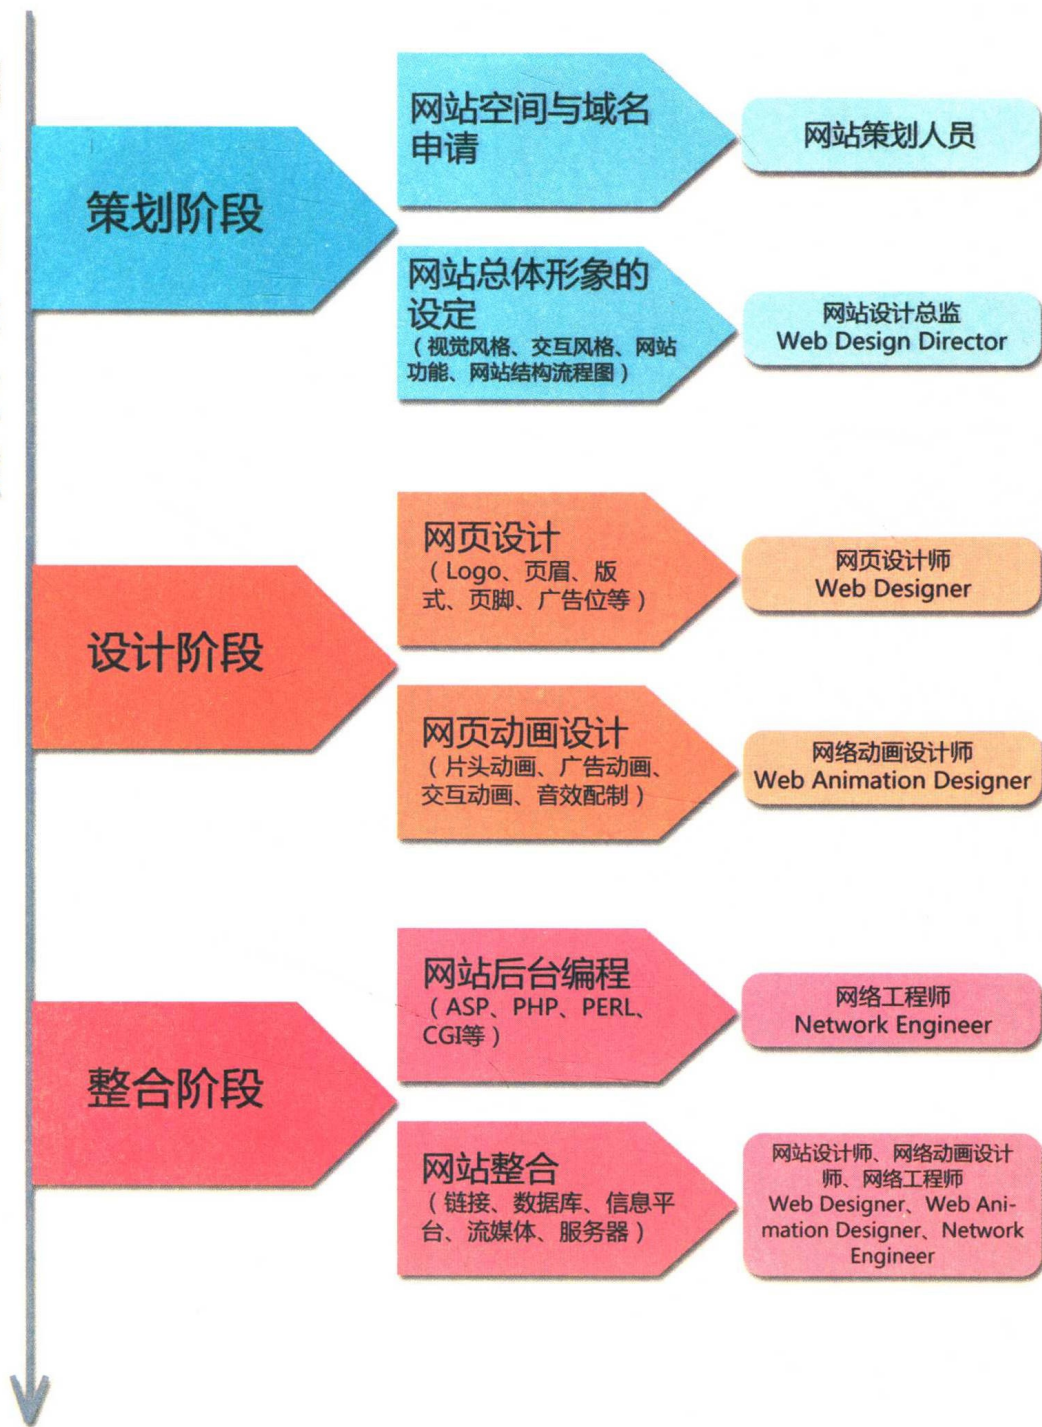 策划阶段
网站空间与域名
申请
网站策划人员
网站总体形象的
设定
（视觉风格、交互风格、网站
功能、网站结构流程图）
网站设计总监
Web Design Director
设计阶段
网页设计
（Logo、页眉、版
式、页脚、广告位等）
网页设计师
Web Designer
网页动画设计
（片头动画、广告动画、
交互动画、音效配制）
网络动画设计师
Web Animation Designer
整合阶段
网站后台编程
（ASP、PHP、PERL、
CGI等）
网络工程师
Network Engineer
网站整合
（链接、数据库、信息平
台、流媒体、服务器）
网站设计师、网络动画设计
师、网络工程师
Web Designer、Web Ani-
mation Designer、Network
Engineer